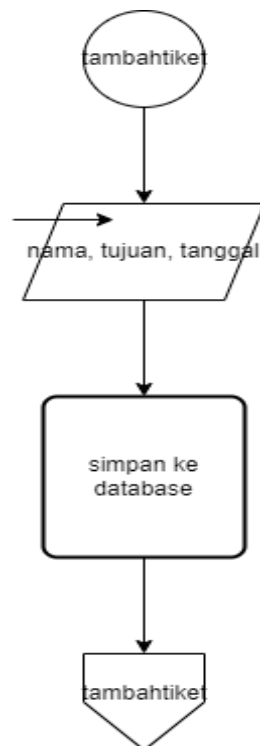 tambahtiket
nama, tujuan, tanggal
simpan ke
database
tambahtiket